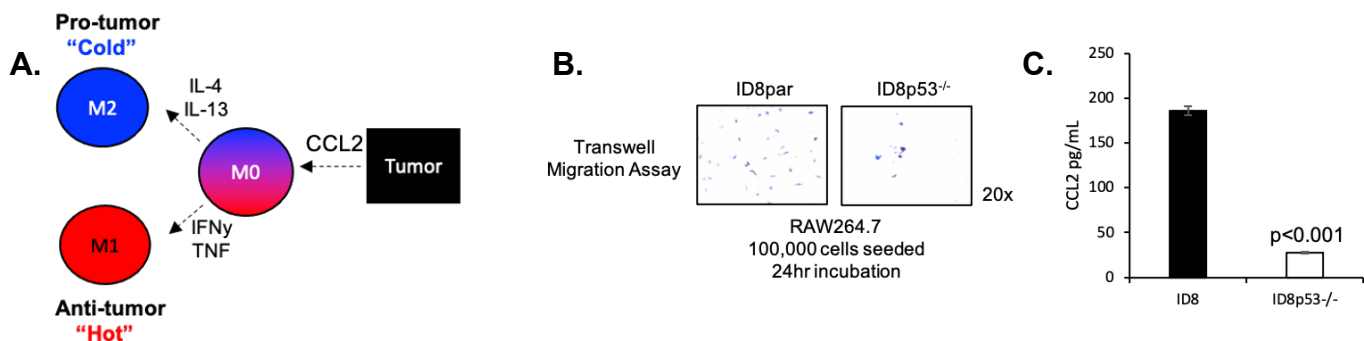 A.
Pro-tumor
“Cold”
M2
IL-4
IL-13
M0
CCL2
Tumor
M1
IFNy
TNF
Anti-tumor
“Hot”
B.
ID8par
ID8p53-/-
Transwell
Migration Assay
20x
RAW264.7
100,000 cells seeded
24hr incubation
C.
CCL2 pg/mL
250
200
150
100
50
0
p<0.001
ID8
ID8p53-/-